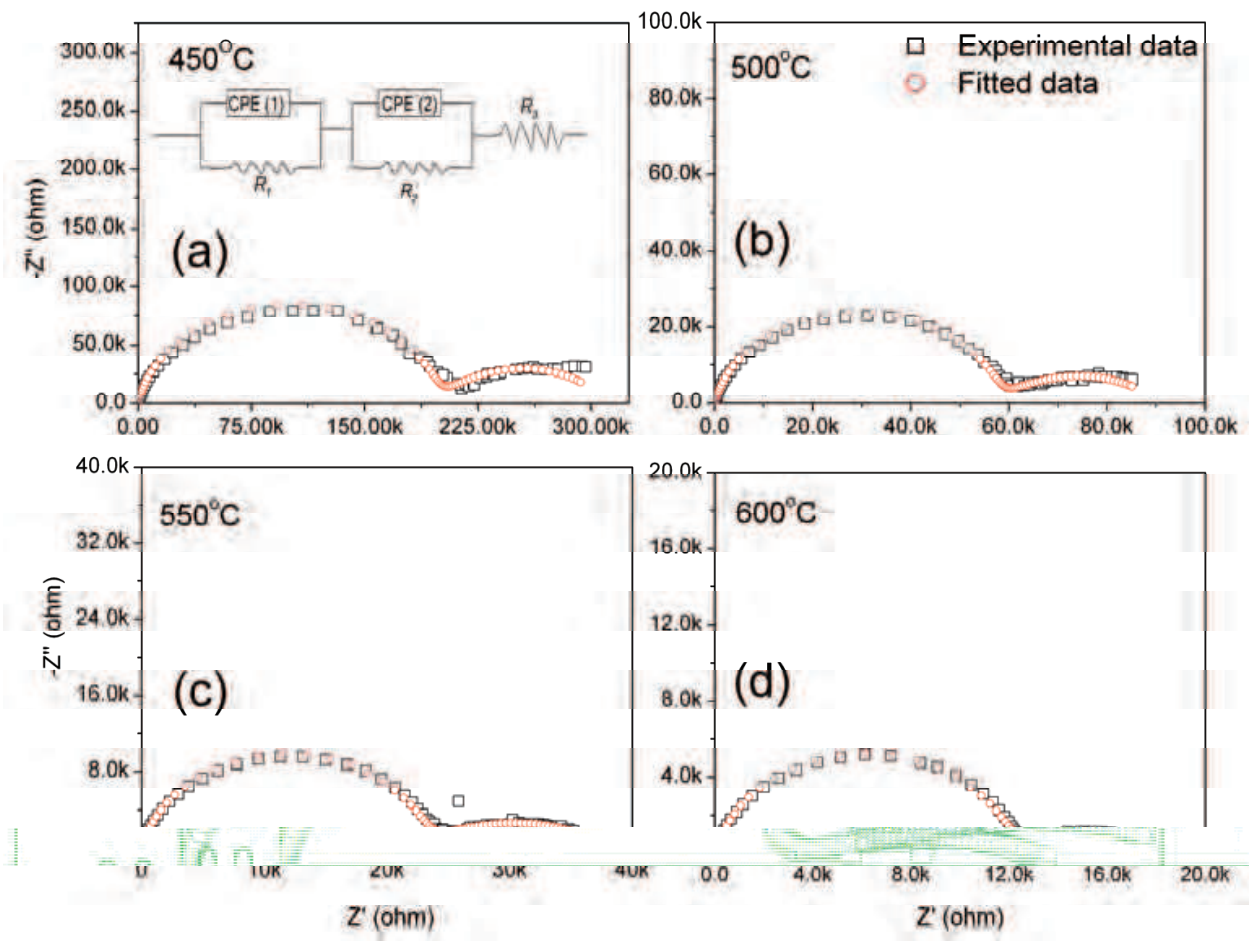 450°C
CPE (1)
CPE (2)
R₃
R₁
R₂
(a)
-Z" (ohm)
300.0k
250.0k
200.0k
150.0k
100.0k
50.0k
0.0
0.00
75.00k
150.00k
225.00k
300.00k
500°C
Experimental data
Fitted data
(b)
100.0k
80.0k
60.0k
40.0k
20.0k
0.0
0.0
20.0k
40.0k
60.0k
80.0k
100.0k
550°C
(c)
-Z" (ohm)
40.0k
32.0k
24.0k
16.0k
8.0k
10k
20k
40k
Z' (ohm)
600°C
(d)
20.0k
16.0k
12.0k
8.0k
4.0k
0.0
4.0k
8.0k
12.0k
16.0k
20.0k
Z' (ohm)